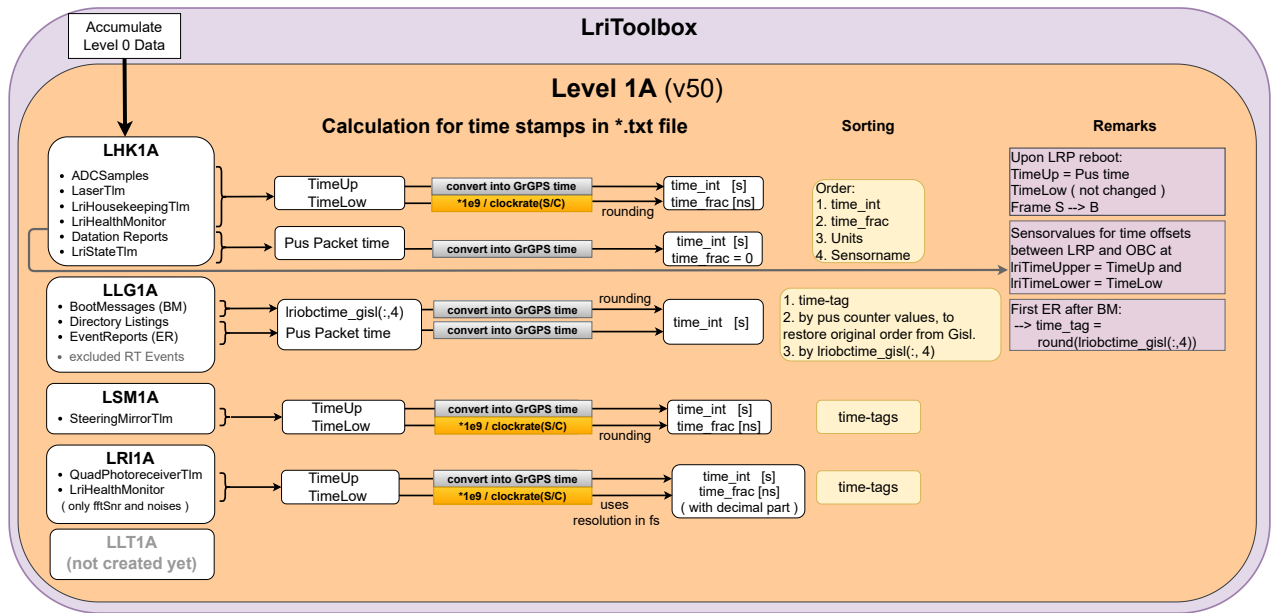 LriToolbox
Accumulate
Level 0 Data
Level 1A (v50)
Calculation for time stamps in *.txt file
Sorting
Remarks
LHK1A
• ADCSamples
• LaserTlm
• LriHousekeepingTlm
• LriHealthMonitor
• Datation Reports
• LriStateTlm
TimeUp
TimeLow
convert into GrGPS time
*1e9 / clockrate(S/C)
rounding
time_int [s]
time_frac [ns]
Pus Packet time
convert into GrGPS time
time_int [s]
time_frac = 0
Order:
1. time_int
2. time_frac
3. Units
4. Sensorname
Upon LRP reboot:
TimeUp = Pus time
TimeLow ( not changed )
Frame S --> B
Sensorvalues for time offsets
between LRP and OBC at
lriTimeUpper = TimeUp and
lriTimeLower = TimeLow
LLG1A
• BootMessages (BM)
• Directory Listings
• EventReports (ER)
• excluded RT Events
lriobctime_gisl(:,4)
Pus Packet time
rounding
convert into GrGPS time
convert into GrGPS time
time_int [s]
1. time-tag
2. by pus counter values, to
restore original order from Gisl.
3. by lriobctime_gisl(:, 4)
First ER after BM:
--> time_tag =
round(lriobctime_gisl(:,4))
LSM1A
• SteeringMirrorTlm
TimeUp
TimeLow
convert into GrGPS time
*1e9 / clockrate(S/C)
rounding
time_int [s]
time_frac [ns]
time-tags
LRI1A
• QuadPhotoreceiverTlm
• LriHealthMonitor
( only fftSnr and noises )
TimeUp
TimeLow
convert into GrGPS time
*1e9 / clockrate(S/C)
uses
resolution in fs
time_int [s]
time_frac [ns]
( with decimal part )
time-tags
LLT1A
(not created yet)